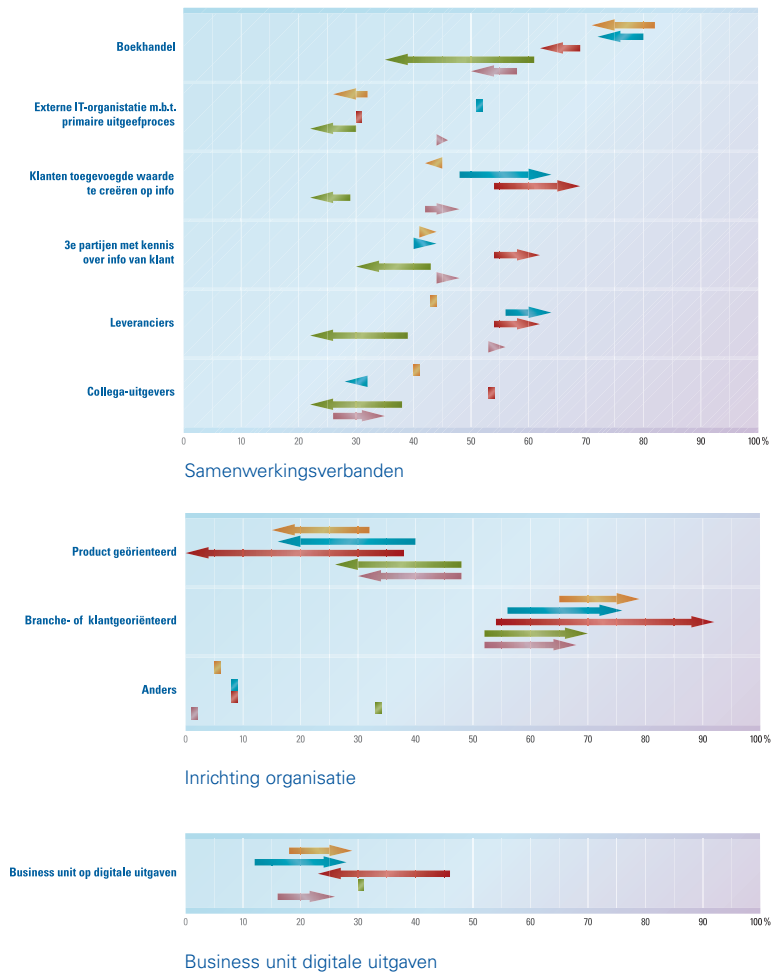 Boekhandel
Externe IT-organistatie m.b.t.
primaire uitgeefproces
Klanten toegevoegde waarde
te creëren op info
3e partijen met kennis
over info van klant
Leveranciers
Collega-uitgevers
0 10 20 30 40 50 60 70 80 90 100 %
Samenwerkingsverbanden
Product geörienteerd
Branche- of klantgeoriënteerd
Anders
0 10 20 30 40 50 60 70 80 90 100 %
Inrichting organisatie
Business unit op digitale uitgaven
0 10 20 30 40 50 60 70 80 90 100 %
Business unit digitale uitgaven